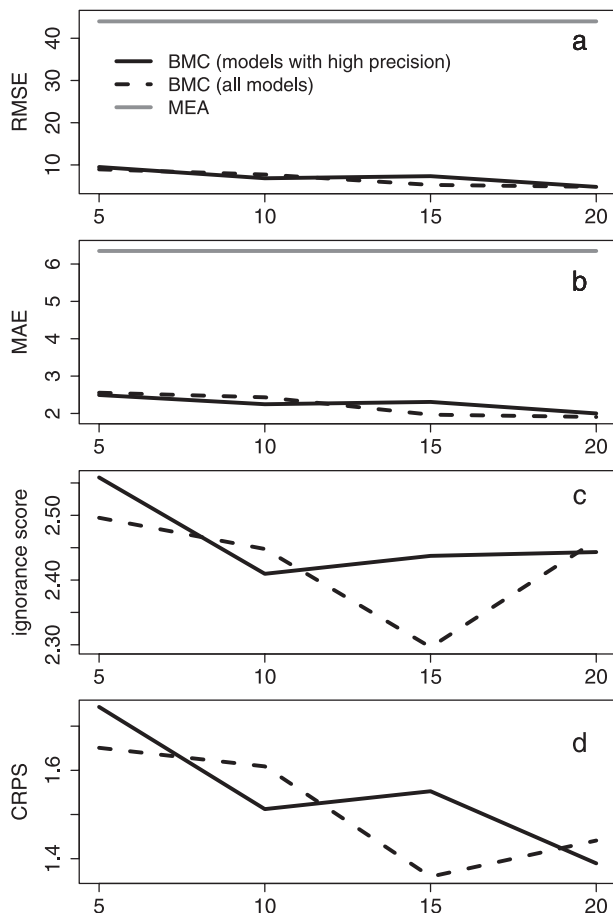 RMSE
10 20 30 40
a
BMC (models with high precision)
BMC (all models)
MEA
5 10 15 20
MAE
2 3 4 5 6
b
5 10 15 20
ignorance score
2.30 2.40 2.50
c
5 10 15 20
CRPS
1.4 1.6
d
5 10 15 20